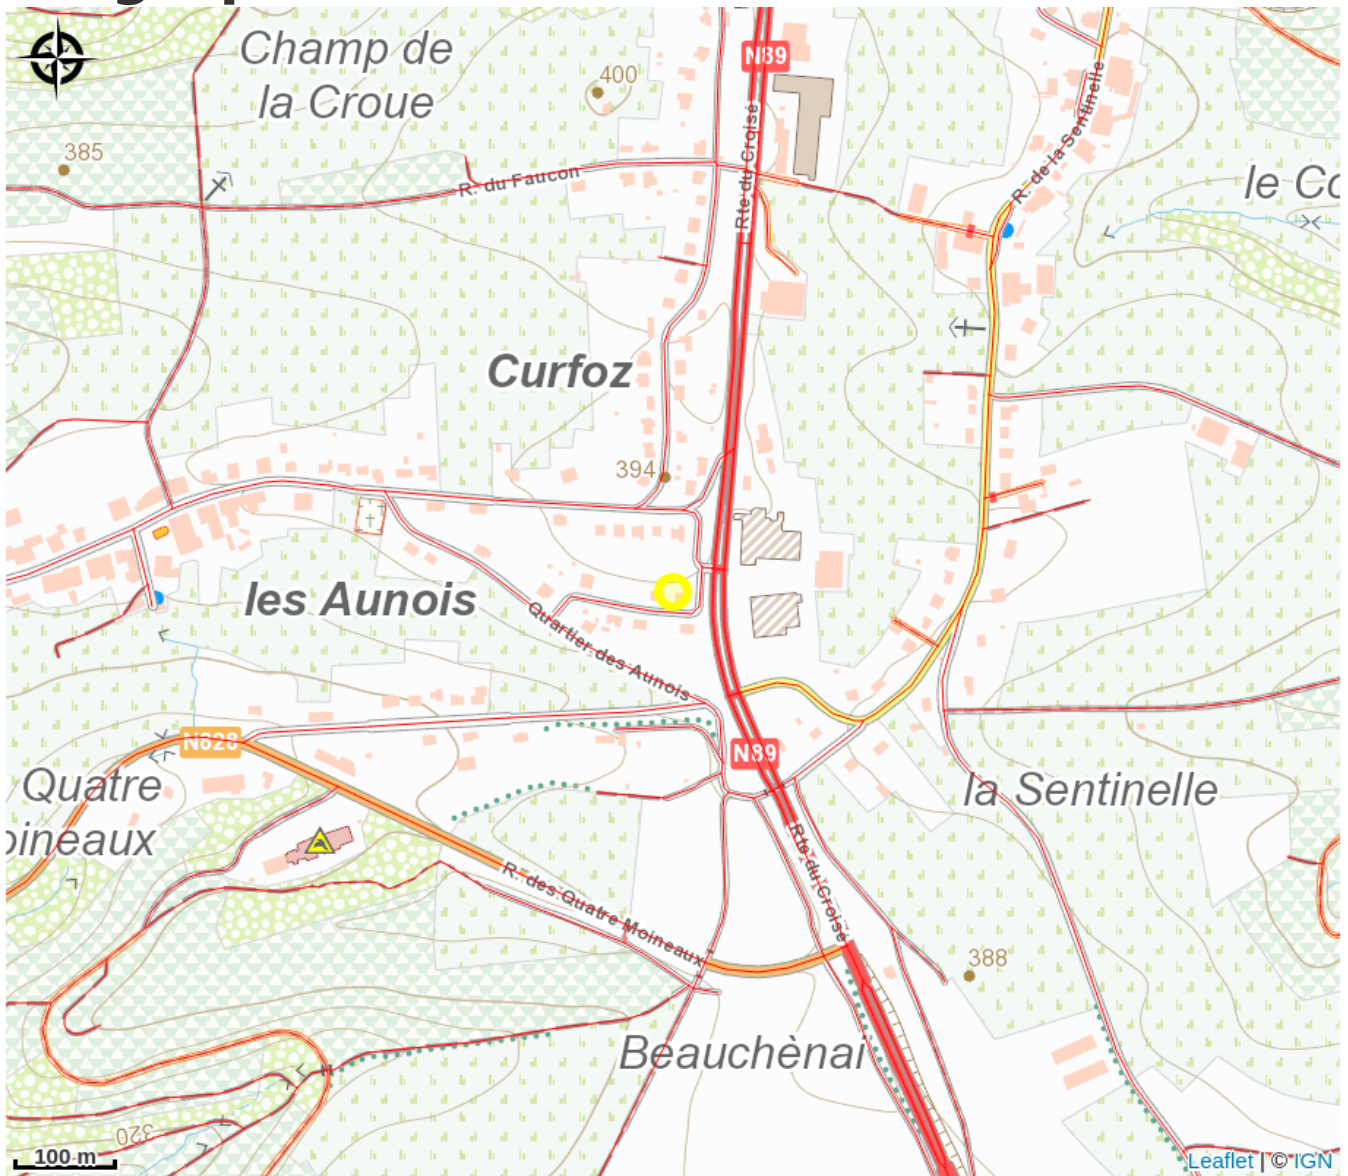 Champ de
la Croue
400
N89
385
Rte du Croisé
R. de la Sentinelle
R. du Faucon
le Co
Curfoz
394
les Aunois
Quartier des Aunois
N828
N89
Quatre
oineaux
la Sentinelle
Rte du Croisé
R. des Quatre Moineaux
388
Beauchènai
320
100 m
Leaflet | © IGN